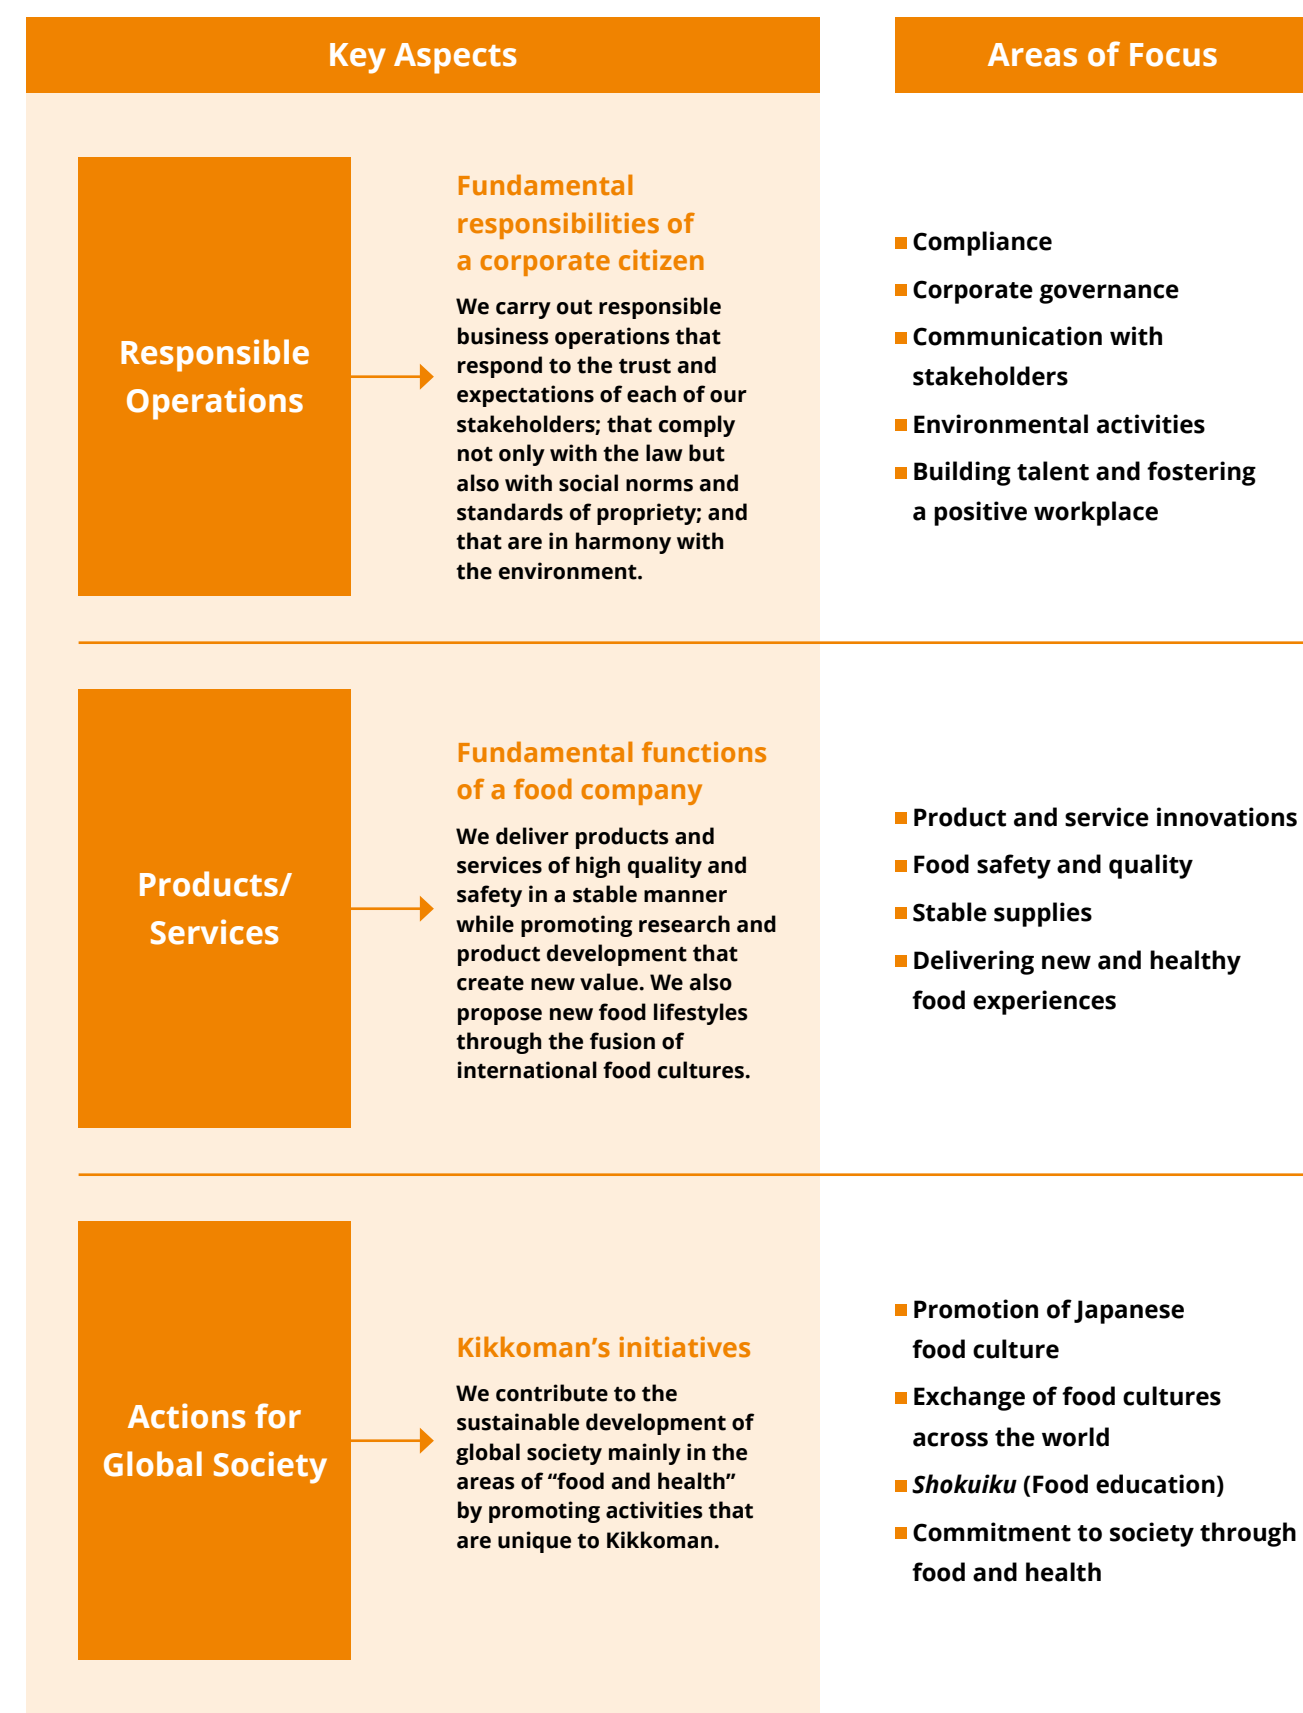 Key Aspects
Areas of Focus
Responsible
Operations
Fundamental
responsibilities of
a corporate citizen
We carry out responsible
business operations that
respond to the trust and
expectations of each of our
stakeholders; that comply
not only with the law but
also with social norms and
standards of propriety; and
that are in harmony with
the environment.
Compliance
Corporate governance
Communication with
stakeholders
Environmental activities
Building talent and fostering
a positive workplace
Products/
Services
Fundamental functions
of a food company
We deliver products and
services of high quality and
safety in a stable manner
while promoting research and
product development that
create new value. We also
propose new food lifestyles
through the fusion of
international food cultures.
Product and service innovations
Food safety and quality
Stable supplies
Delivering new and healthy
food experiences
Actions for
Global Society
Kikkoman’s initiatives
We contribute to the
sustainable development of
global society mainly in the
areas of “food and health”
by promoting activities that
are unique to Kikkoman.
Promotion of Japanese
food culture
Exchange of food cultures
across the world
Shokuiku (Food education)
Commitment to society through
food and health